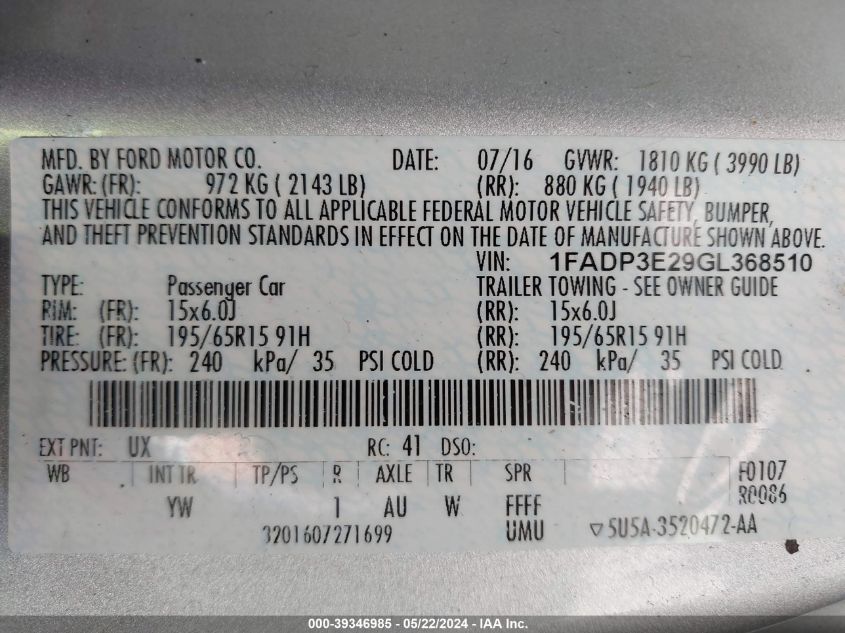 MFD. BY FORD MOTOR CO. DATE: 07/16 GVWR: 1810 KG ( 3990 LB)
GAWR: (FR): 972 KG ( 2143 LB) (RR): 880 KG ( 1940 LB)
THIS VEHICLE CONFORMS TO ALL APPLICABLE FEDERAL MOTOR VEHICLE SAFETY, BUMPER,
AND THEFT PREVENTION STANDARDS IN EFFECT ON THE DATE OF MANUFACTURE SHOWN ABOVE.
VIN: 1FADP3E29GL368510
TYPE: Passenger Car TRAILER TOWING - SEE OWNER GUIDE
RIM: (FR): 15x6.0J (RR): 15x6.0J
TIRE: (FR): 195/65R15 91H (RR): 195/65R15 91H
PRESSURE: (FR): 240 kPa/ 35 PSI COLD (RR): 240 kPa/ 35 PSI COLD
EXT PNT: UX RC: 41 DSO:
WB INT TR TP/PS R AXLE TR SPR F0107
R0086
YW 1 AU W FFFF
3201607271699 UMU ▽5U5A-3520472-AA
000-39346985 - 05/22/2024 - IAA Inc.